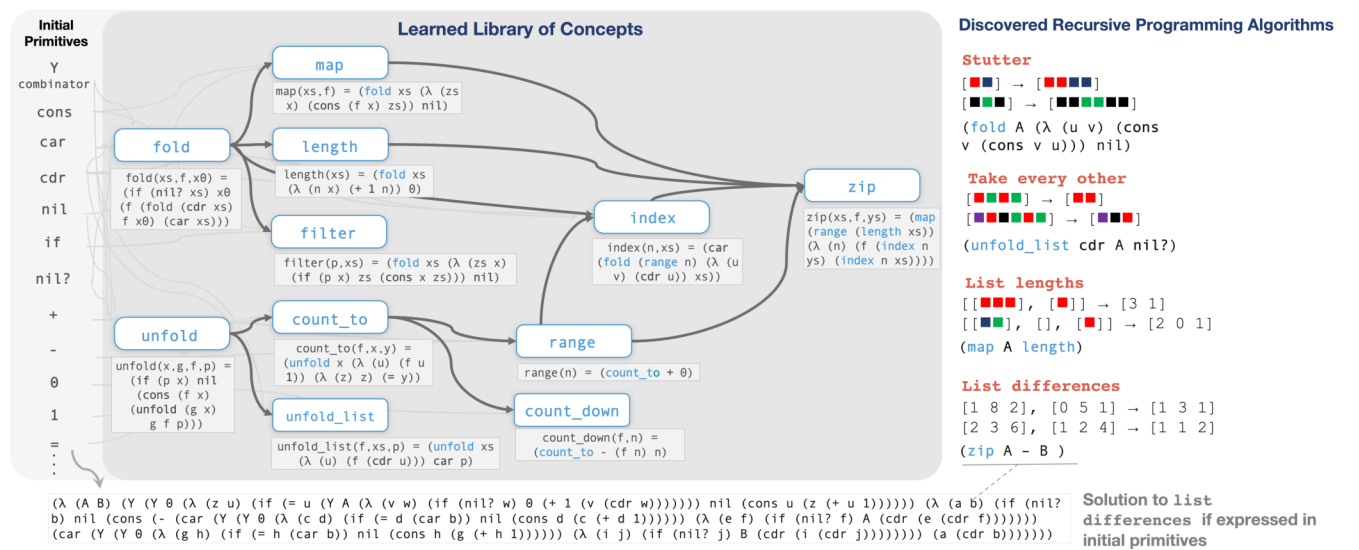 Initial
Primitives
Y
combinator
cons
car
cdr
nil
if
nil?
+
-
0
1
=
Learned Library of Concepts
map
map(xs,f) = (fold xs (λ (zs
x) (cons (f x) zs)) nil)
fold
fold(xs,f,x0) =
(if (nil? xs) x0
(f (fold (cdr xs)
f x0) (car xs)))
length
length(xs) = (fold xs
(λ (n x) (+ 1 n)) 0)
filter
filter(p,xs) = (fold xs (λ (zs x)
(if (p x) zs (cons x zs))) nil)
index
index(n,xs) = (car
(fold (range n) (λ (u
v) (cdr u)) xs))
zip
zip(xs,f,ys) = (map
(range (length xs))
(λ (n) (f (index n
ys) (index n xs))))
unfold
unfold(x,g,f,p) =
(if (p x) nil
(cons (f x)
(unfold (g x)
g f p)))
count_to
count_to(f,x,y) =
(unfold x (λ (u) (f u
1)) (λ (z) z) (= y))
range
range(n) = (count_to + 0)
unfold_list
unfold_list(f,xs,p) = (unfold xs
(λ (u) (f (cdr u))) car p)
count_down
count_down(f,n) =
(count_to - (f n) n)
Discovered Recursive Programming Algorithms
Stutter
[ ] → [ ]
[ ] → [ ]
(fold A (λ (u v) (cons
v (cons v u))) nil)
Take every other
[ ] → [ ]
[ ] → [ ]
(unfold_list cdr A nil?)
List lengths
[[ ], [ ]] → [3 1]
[[ ], [], [ ]] → [2 0 1]
(map A length)
List differences
[1 8 2], [0 5 1] → [1 3 1]
[2 3 6], [1 2 4] → [1 1 2]
(zip A – B )
(λ (A B) (Y (Y 0 (λ (z u) (if (= u (Y A (λ (v w) (if (nil? w) 0 (+ 1 (v (cdr w))))))) nil (cons u (z (+ u 1)))))) (λ (a b) (if (nil?
b) nil (cons (- (car (Y (Y 0 (λ (c d) (if (= d (car b)) nil (cons d (c (+ d 1)))))) (λ (e f) (if (nil? f) A (cdr (e (cdr f)))))))
(car (Y (Y 0 (λ (g h) (if (= h (car b)) nil (cons h (g (+ h 1)))))) (λ (i j) (if (nil? j) B (cdr (i (cdr j)))))))) (a (cdr b)))))))
Solution to list
differences if expressed in
initial primitives